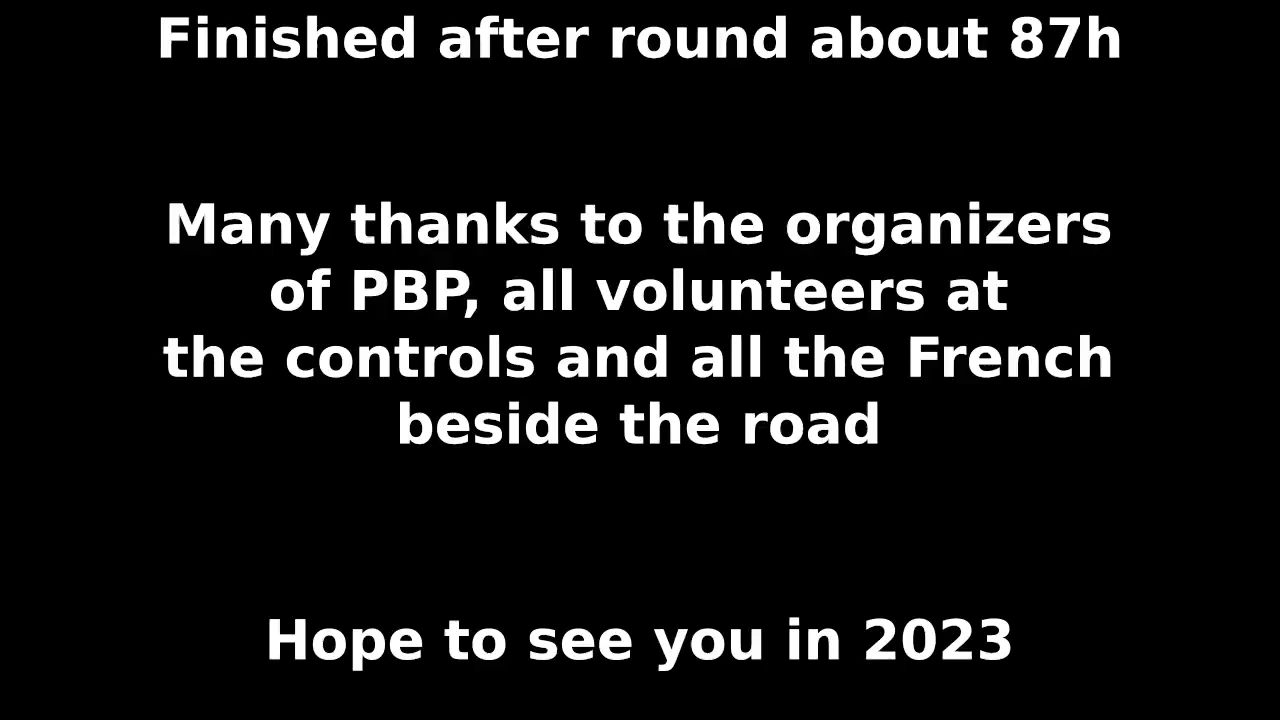 Finished after round about 87h
Many thanks to the organizers
of PBP, all volunteers at
the controls and all the French
beside the road
Hope to see you in 2023